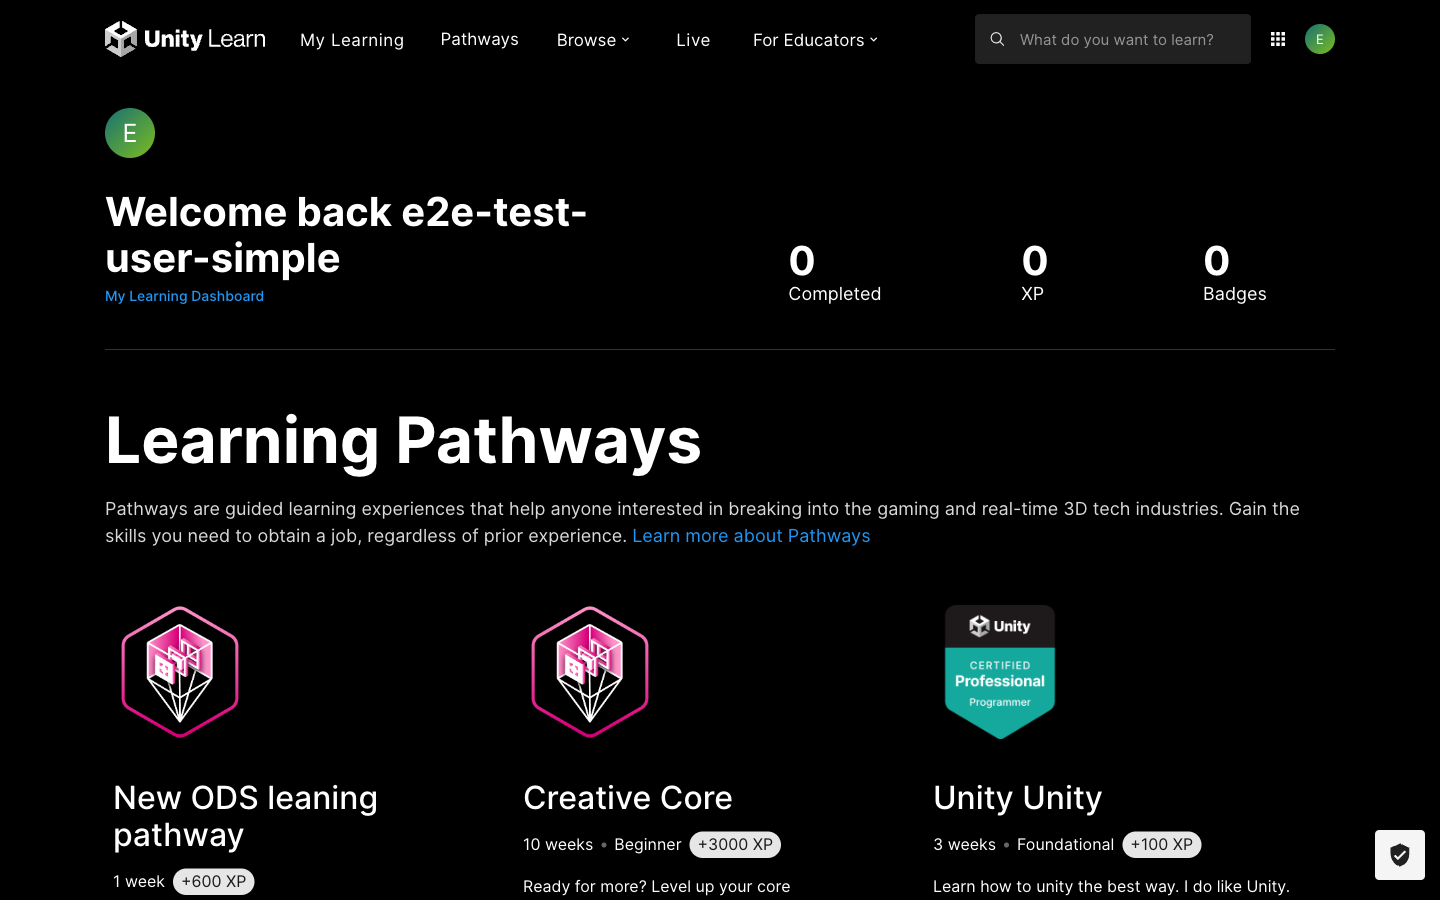 Unity Learn
My Learning
Pathways
Browse
Live
For Educators
What do you want to learn?
E
E
Welcome back e2e-test-
user-simple
My Learning Dashboard
0
Completed
0
XP
0
Badges
Learning Pathways
Pathways are guided learning experiences that help anyone interested in breaking into the gaming and real-time 3D tech industries. Gain the
skills you need to obtain a job, regardless of prior experience. Learn more about Pathways
New ODS leaning
pathway
1 week +600 XP
Creative Core
10 weeks • Beginner +3000 XP
Ready for more? Level up your core
Unity
CERTIFIED
Professional
Programmer
Unity Unity
3 weeks • Foundational +100 XP
Learn how to unity the best way. I do like Unity.